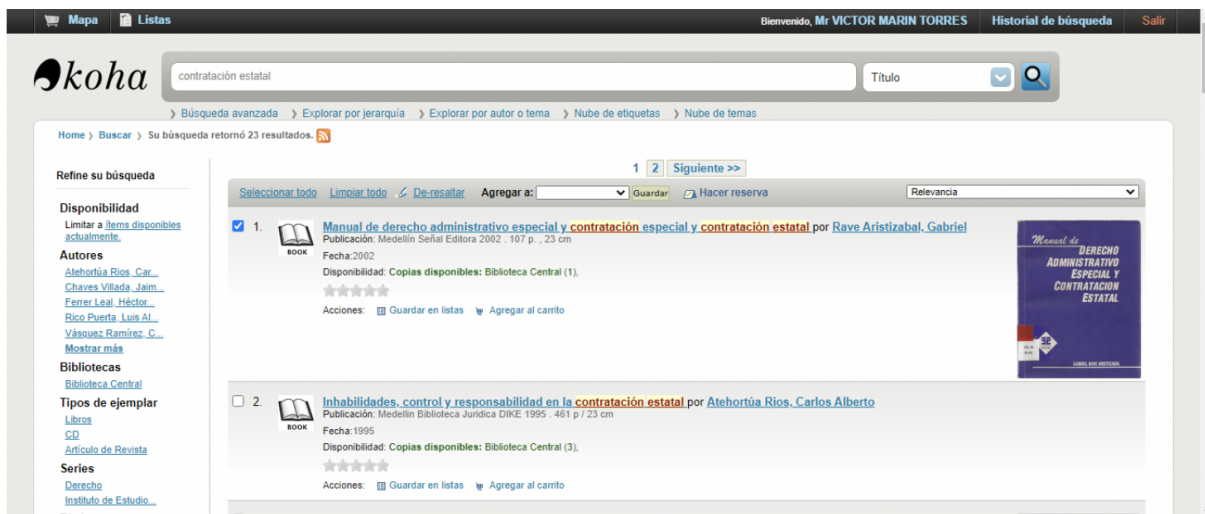 Mapa Listas Bienvenido, Mr VICTOR MARIN TORRES Historial de búsqueda Salir
koha contratación estatal Título
Búsqueda avanzada Explorar por jerarquía Explorar por autor o tema Nube de etiquetas Nube de temas
Home Buscar Su búsqueda retornó 23 resultados.
Refine su búsqueda
Disponibilidad
Limitar a ítems disponibles
actualmente.
Autores
Atehortúa Rios, Car...
Chaves Villada, Jaim...
Ferrer Leal, Héctor...
Rico Puerta, Luis Al...
Vásquez Ramírez, C...
Mostrar más
Bibliotecas
Biblioteca Central
Tipos de ejemplar
Libros
CD
Artículo de Revista
Series
Derecho
Instituto de Estudio...
1 2 Siguiente >>
Seleccionar todo Limpiar todo De-resaltar Agregar a: Guardar Hacer reserva Relevancia
1. Manual de derecho administrativo especial y contratación especial y contratación estatal por Rave Aristizabal, Gabriel
BOOK
Publicación: Medellín Señal Editora 2002 . 107 p. , 23 cm
Fecha:2002
Disponibilidad: Copias disponibles: Biblioteca Central (1),
Acciones: Guardar en listas Agregar al carrito
Manual de
DERECHO
ADMINISTRATIVO
ESPECIAL Y
CONTRATACION
ESTATAL
GABRIEL RAVE ARISTIZABAL
2. Inhabilidades, control y responsabilidad en la contratación estatal por Atehortúa Rios, Carlos Alberto
BOOK
Publicación: Medellin Biblioteca Juridica DIKE 1995 . 461 p / 23 cm
Fecha:1995
Disponibilidad: Copias disponibles: Biblioteca Central (3),
Acciones: Guardar en listas Agregar al carrito